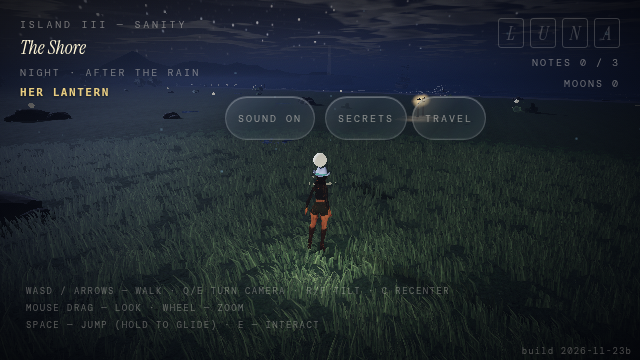 ISLAND III — SANITY
The Shore
NIGHT · AFTER THE RAIN
HER LANTERN
L U N A
NOTES 0 / 3
MOONS 0
SOUND ON
SECRETS
TRAVEL
WASD / ARROWS — WALK · Q/E TURN CAMERA · R/F TILT · C RECENTER
MOUSE DRAG — LOOK · WHEEL — ZOOM
SPACE — JUMP (HOLD TO GLIDE) · E — INTERACT
build 2026-11-23b